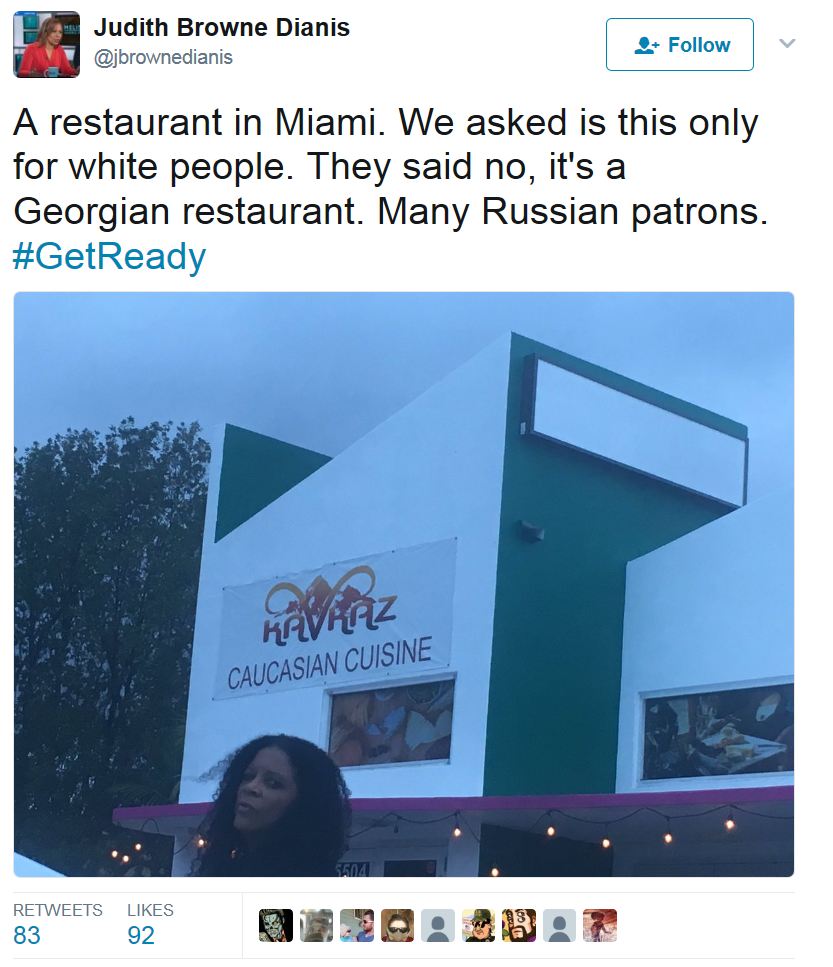 Judith Browne Dianis
@jbrownedianis
Follow
A restaurant in Miami. We asked is this only
for white people. They said no, it's a
Georgian restaurant. Many Russian patrons.
#GetReady
KAVKAZ
CAUCASIAN CUISINE
5504
RETWEETS
LIKES
83
92